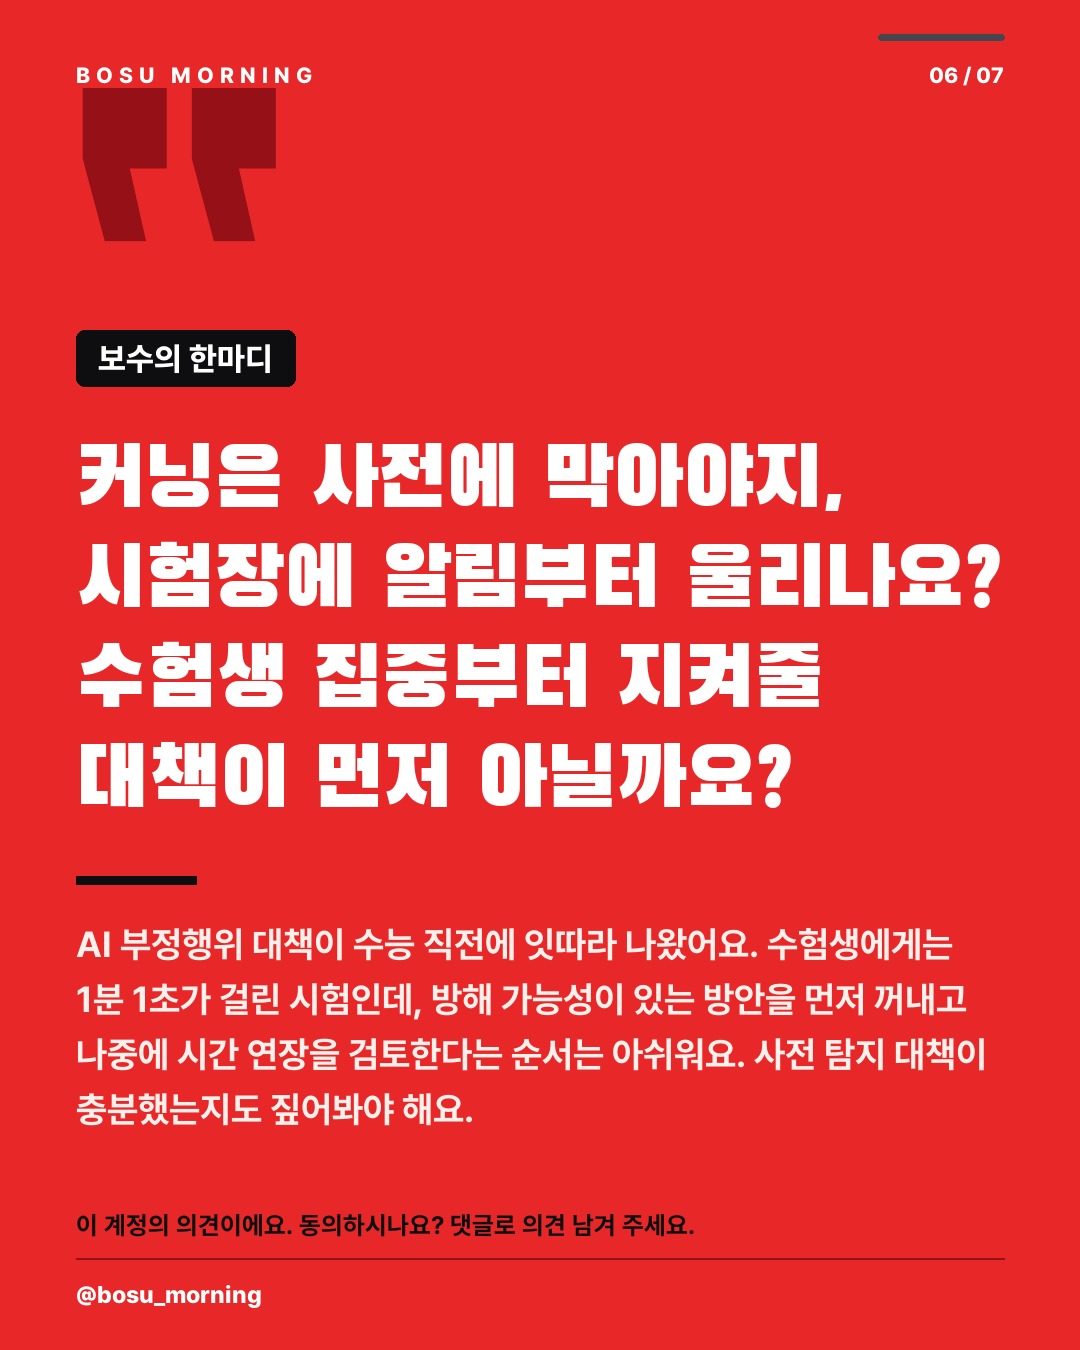 BOSU MORNING
06 / 07
보수의 한마디
커닝은 사전에 막아야지,
시험장에 알림부터 울리나요?
수험생 집중부터 지켜줄
대책이 먼저 아닐까요?
AI 부정행위 대책이 수능 직전에 잇따라 나왔어요. 수험생에게는
1분 1초가 걸린 시험인데, 방해 가능성이 있는 방안을 먼저 꺼내고
나중에 시간 연장을 검토한다는 순서는 아쉬워요. 사전 탐지 대책이
충분했는지도 짚어봐야 해요.
이 계정의 의견이에요. 동의하시나요? 댓글로 의견 남겨 주세요.
@bosu_morning